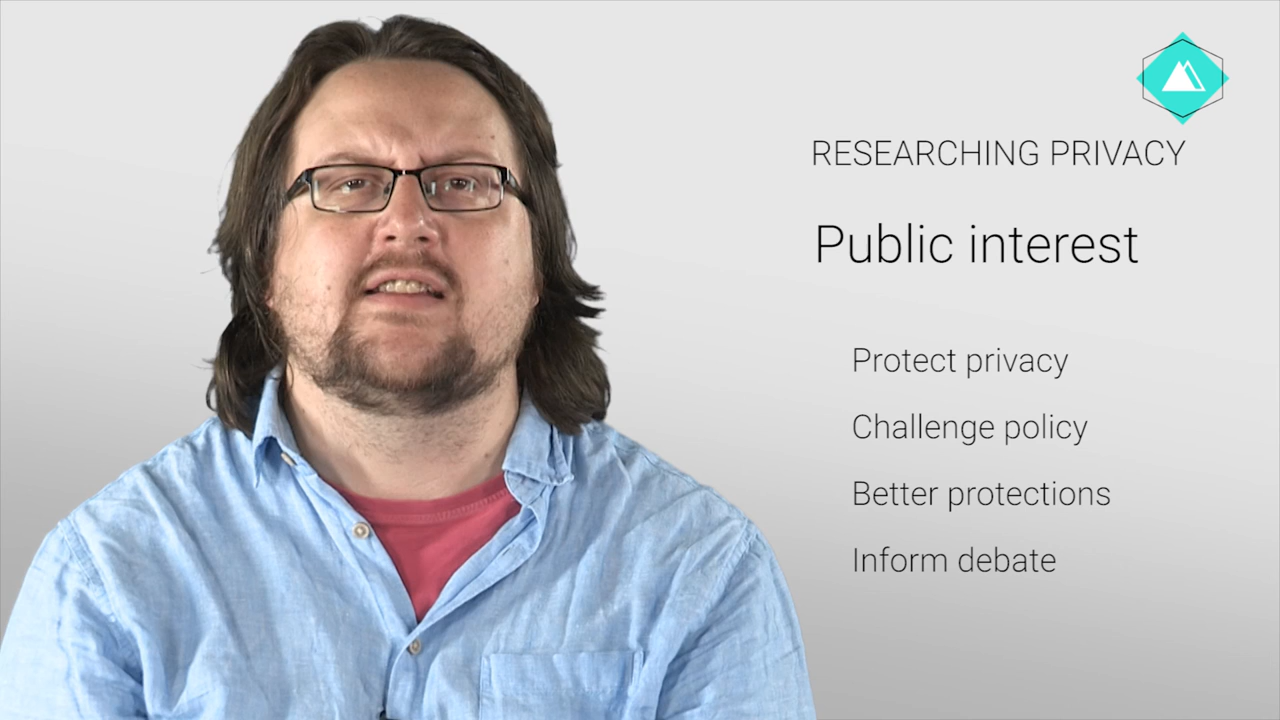 RESEARCHING PRIVACY
Public interest
Protect privacy
Challenge policy
Better protections
Inform debate